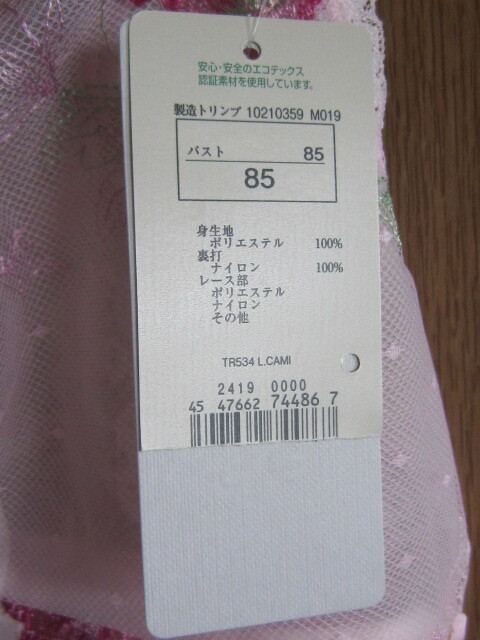 安心・安全のエコテックス
認証素材を使用しています。
製造トリンプ 10210359 M019
バスト 85
85
身生地
ポリエステル 100%
裏打
ナイロン 100%
レース部
ポリエステル
ナイロン
その他
TR534 L.CAMI
2419 0000
45 47662 74486 7